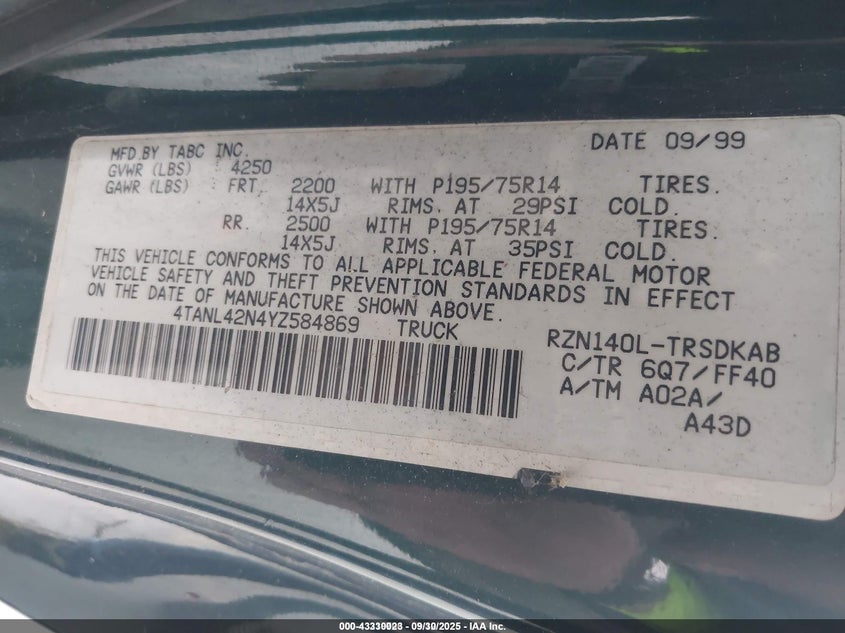 MFD.BY TABC INC. DATE 09/99
GVWR (LBS) 4250
GAWR (LBS) FRT. 2200 WITH P195/75R14 TIRES.
14X5J RIMS. AT 29PSI COLD.
RR. 2500 WITH P195/75R14 TIRES.
14X5J RIMS. AT 35PSI COLD.
THIS VEHICLE CONFORMS TO ALL APPLICABLE FEDERAL MOTOR
VEHICLE SAFETY AND THEFT PREVENTION STANDARDS IN EFFECT
ON THE DATE OF MANUFACTURE SHOWN ABOVE.
4TANL42N4YZ584869 TRUCK
RZN140L-TRSDKAB
C/TR 6Q7/FF40
A/TM A02A/
A43D
000-43330023 - 09/30/2025 - IAA Inc.